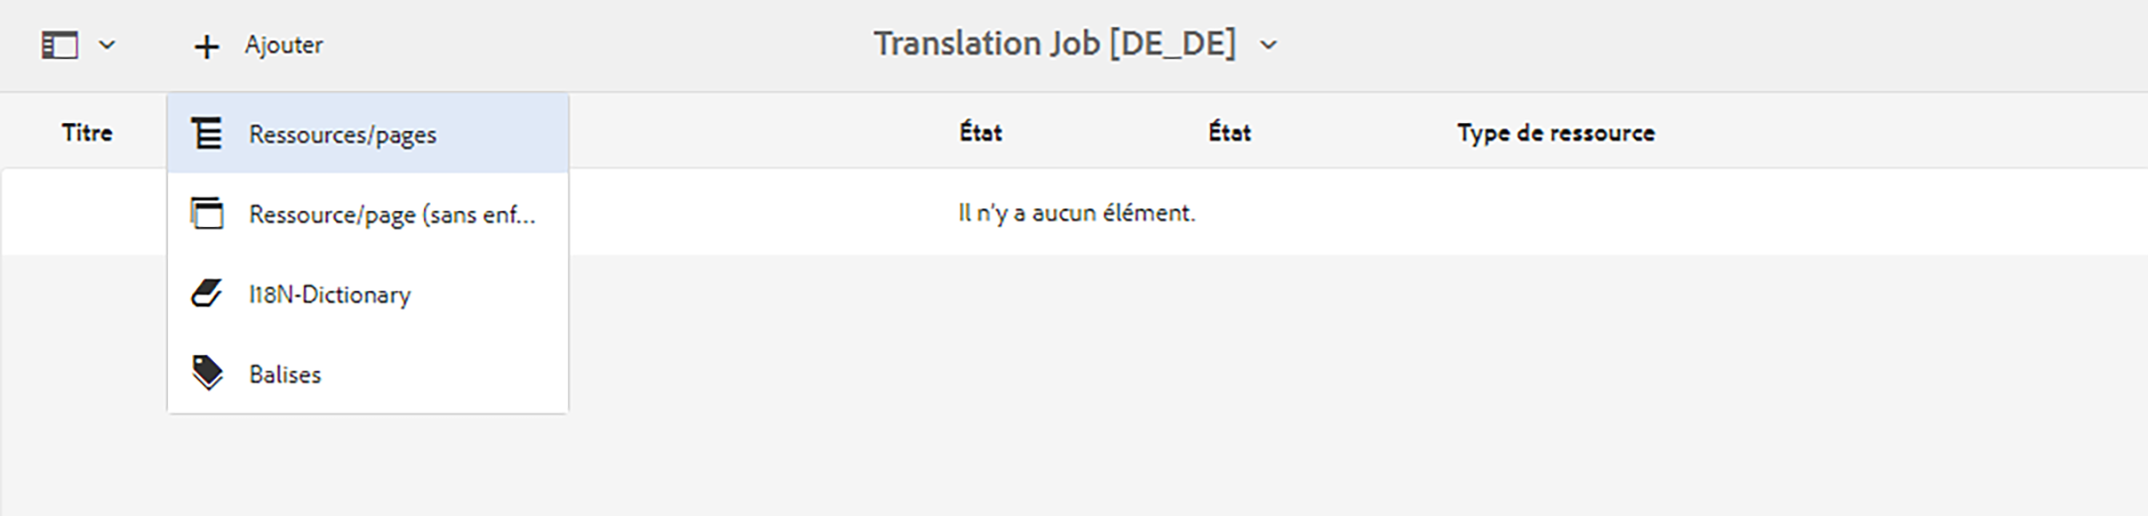 Ajouter
Translation Job [DE_DE]
Titre
État
État
Type de ressource
Ressources/pages
Ressource/page (sans enf...
I18N-Dictionary
Balises
Il n'y a aucun élément.